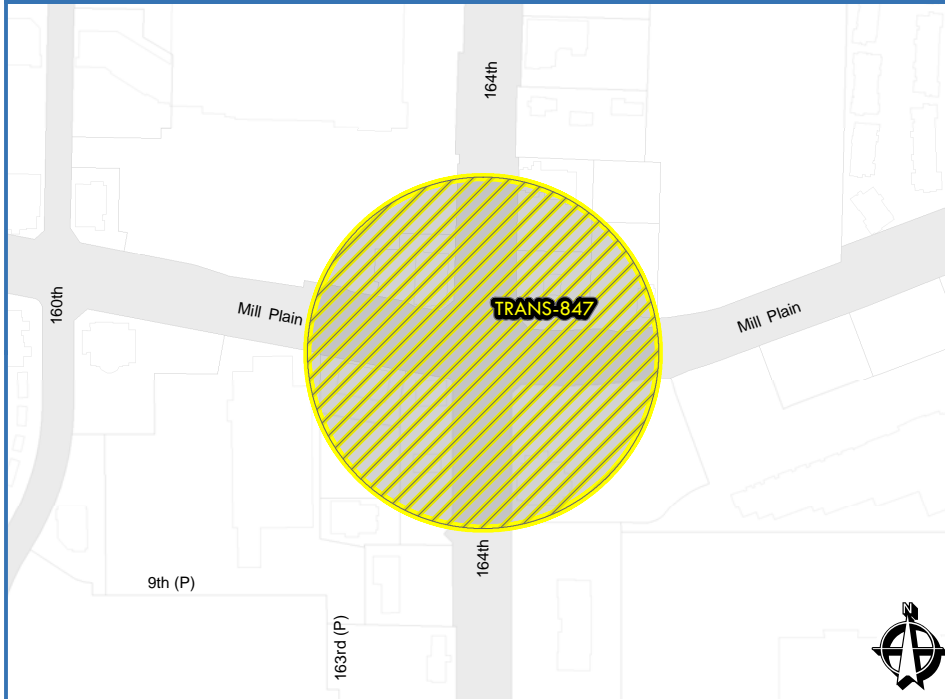 164th
160th
Mill Plain
TRANS-847
Mill Plain
164th
9th (P)
163rd (P)
N